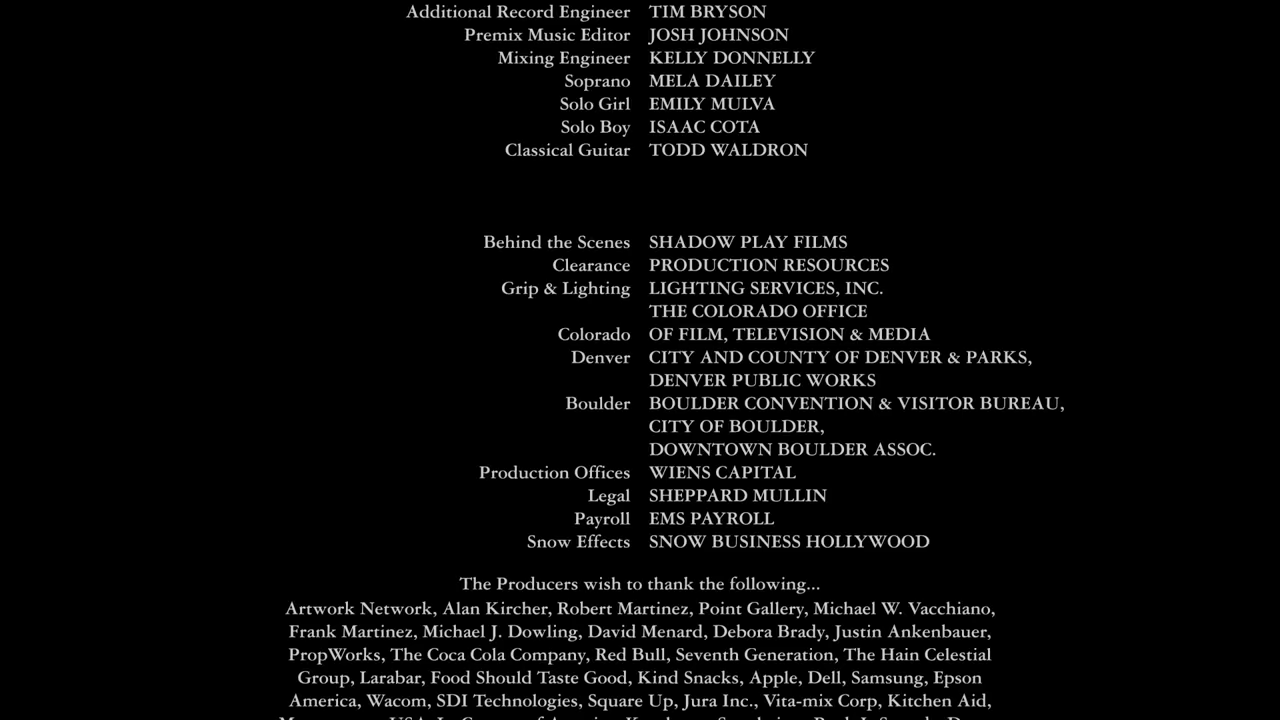 Additional Record Engineer TIM BRYSON
Premix Music Editor JOSH JOHNSON
Mixing Engineer KELLY DONNELLY
Soprano MELA DAILEY
Solo Girl EMILY MULVA
Solo Boy ISAAC COTA
Classical Guitar TODD WALDRON
Behind the Scenes SHADOW PLAY FILMS
Clearance PRODUCTION RESOURCES
Grip & Lighting LIGHTING SERVICES, INC.
THE COLORADO OFFICE
Colorado OF FILM, TELEVISION & MEDIA
Denver CITY AND COUNTY OF DENVER & PARKS,
DENVER PUBLIC WORKS
Boulder BOULDER CONVENTION & VISITOR BUREAU,
CITY OF BOULDER,
DOWNTOWN BOULDER ASSOC.
Production Offices WIENS CAPITAL
Legal SHEPPARD MULLIN
Payroll EMS PAYROLL
Snow Effects SNOW BUSINESS HOLLYWOOD
The Producers wish to thank the following...
Artwork Network, Alan Kircher, Robert Martinez, Point Gallery, Michael W. Vacchiano,
Frank Martinez, Michael J. Dowling, David Menard, Debora Brady, Justin Ankenbauer,
PropWorks, The Coca Cola Company, Red Bull, Seventh Generation, The Hain Celestial
Group, Larabar, Food Should Taste Good, Kind Snacks, Apple, Dell, Samsung, Epson
America, Wacom, SDI Technologies, Square Up, Jura Inc., Vita-mix Corp, Kitchen Aid,